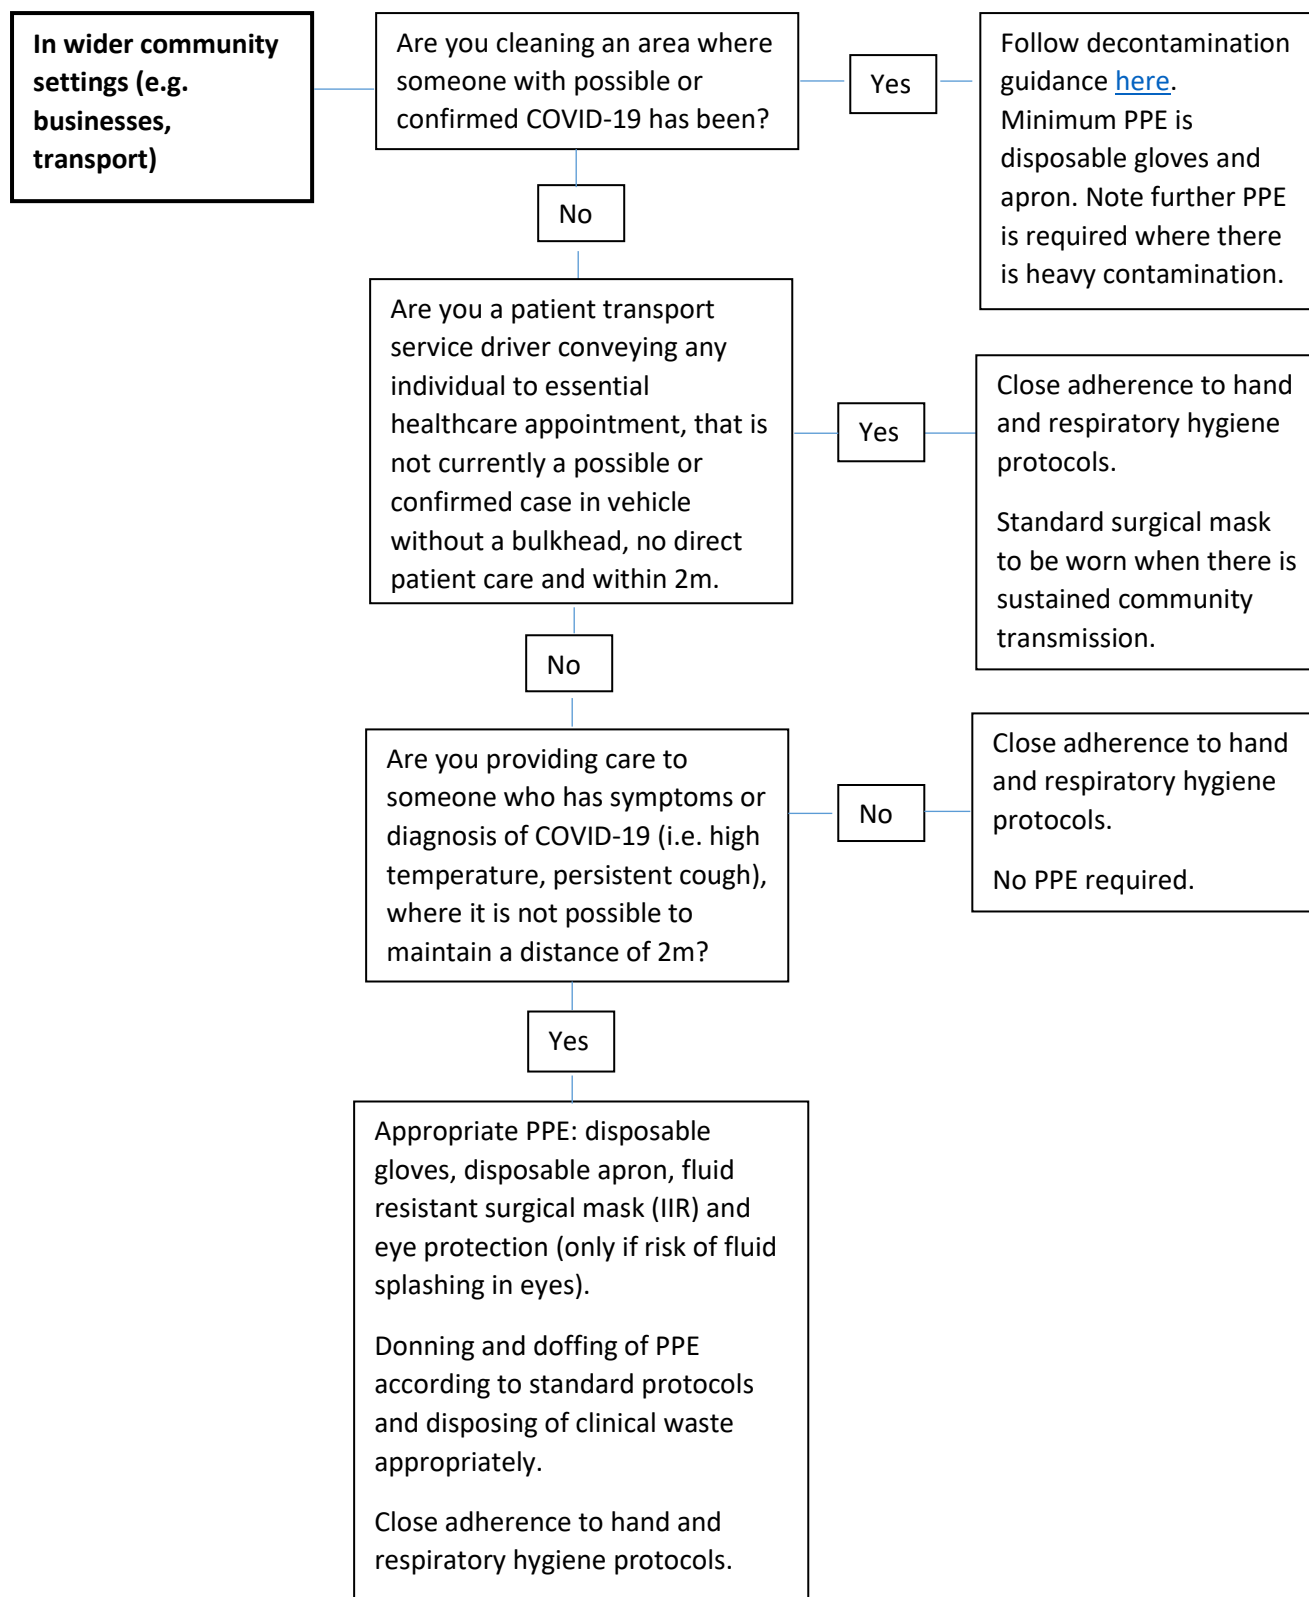 In wider community
settings (e.g.
businesses,
transport)
Are you cleaning an area where
someone with possible or
confirmed COVID-19 has been?
Yes
Follow decontamination
guidance here.
Minimum PPE is
disposable gloves and
apron. Note further PPE
is required where there
is heavy contamination.
No
Are you a patient transport
service driver conveying any
individual to essential
healthcare appointment, that is
not currently a possible or
confirmed case in vehicle
without a bulkhead, no direct
patient care and within 2m.
Yes
Close adherence to hand
and respiratory hygiene
protocols.
Standard surgical mask
to be worn when there is
sustained community
transmission.
No
Are you providing care to
someone who has symptoms or
diagnosis of COVID-19 (i.e. high
temperature, persistent cough),
where it is not possible to
maintain a distance of 2m?
No
Close adherence to hand
and respiratory hygiene
protocols.
No PPE required.
Yes
Appropriate PPE: disposable
gloves, disposable apron, fluid
resistant surgical mask (IIR) and
eye protection (only if risk of fluid
splashing in eyes).
Donning and doffing of PPE
according to standard protocols
and disposing of clinical waste
appropriately.
Close adherence to hand and
respiratory hygiene protocols.